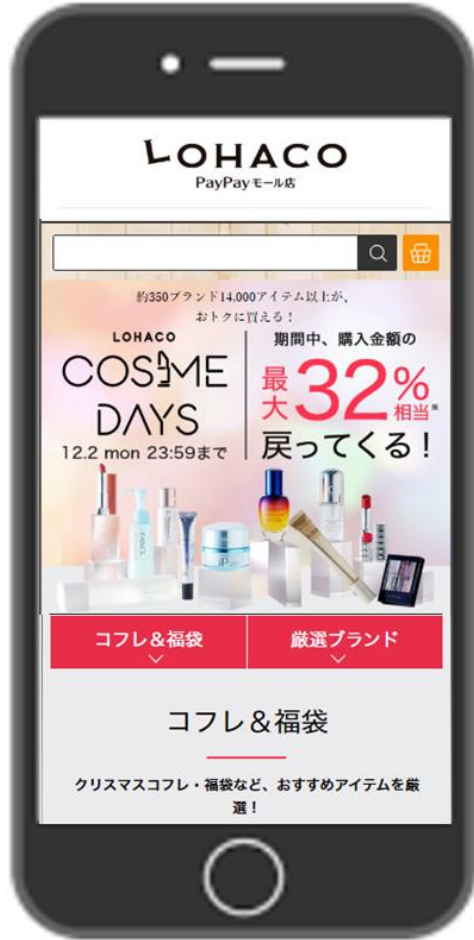 LOHACO
PayPayモール店
約350ブランド14,000アイテム以上が、
おトクに買える!
LOHACO
COSME
DAYS
12.2 mon 23:59まで
期間中、購入金額の
最大32%相当※
戻ってくる!
コフレ&福袋
厳選ブランド
コフレ&福袋
クリスマスコフレ・福袋など、おすすめアイテムを厳
選!